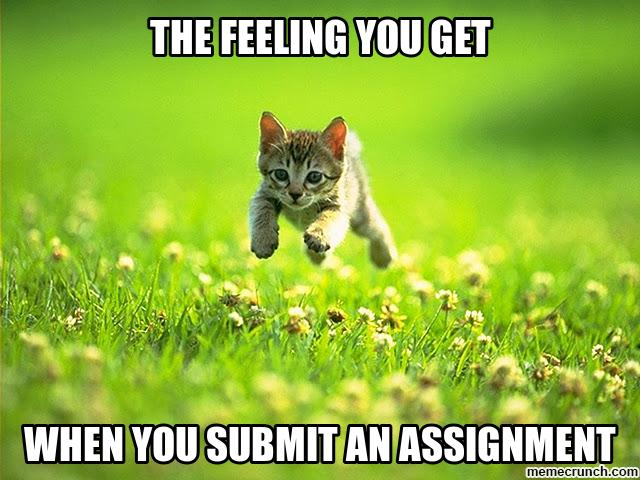 THE FEELING YOU GET
WHEN YOU SUBMIT AN ASSIGNMENT
memecrunch.com